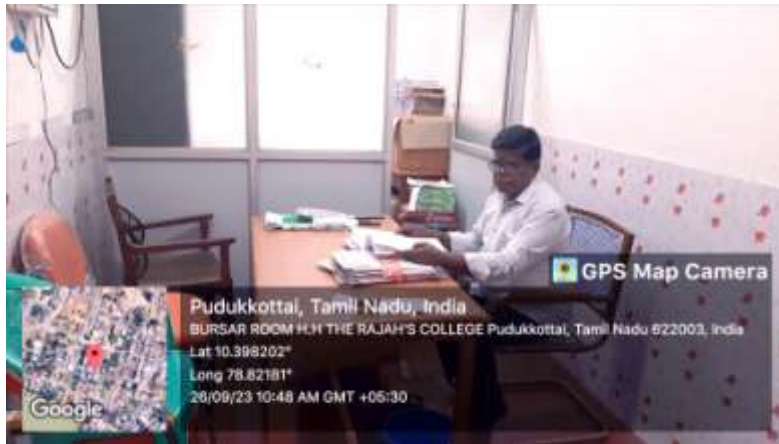 GPS Map Camera
Pudukkottai, Tamil Nadu, India
BURSAR ROOM H.H THE RAJAH'S COLLEGE Pudukkottai, Tamil Nadu 622003, India
Lat 10.398202°
Long 78.82181°
26/09/23 10:48 AM GMT +05:30
Google